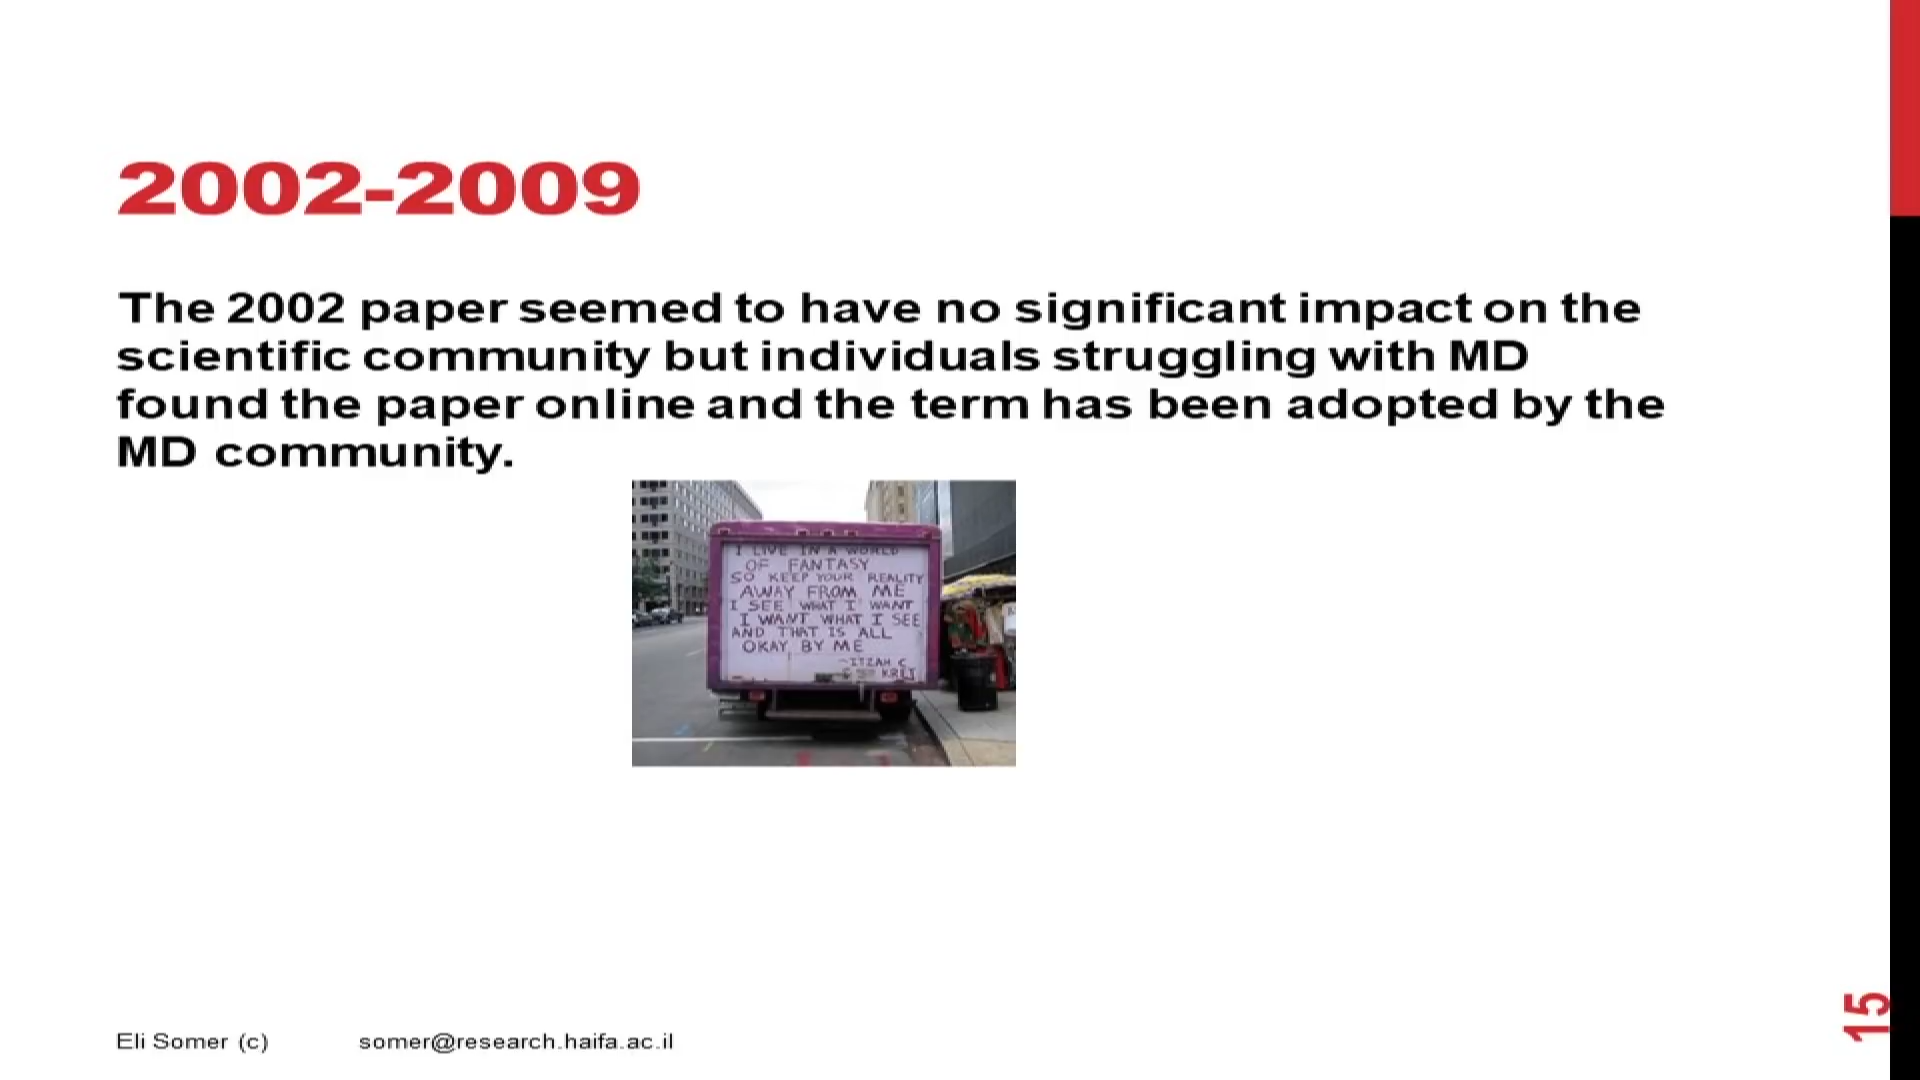 2002-2009
The 2002 paper seemed to have no significant impact on the
scientific community but individuals struggling with MD
found the paper online and the term has been adopted by the
MD community.
I LIVE IN A WORLD
OF FANTASY
SO KEEP YOUR REALITY
AWAY FROM ME
I SEE WHAT I WANT
I WANT WHAT I SEE
AND THAT IS ALL
OKAY BY ME
Eli Somer (c) somer@research.haifa.ac.il
15